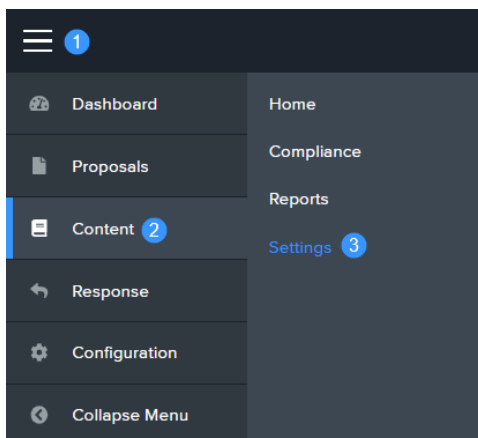 1
Dashboard
Proposals
Content 2
Response
Configuration
Collapse Menu
Home
Compliance
Reports
Settings 3